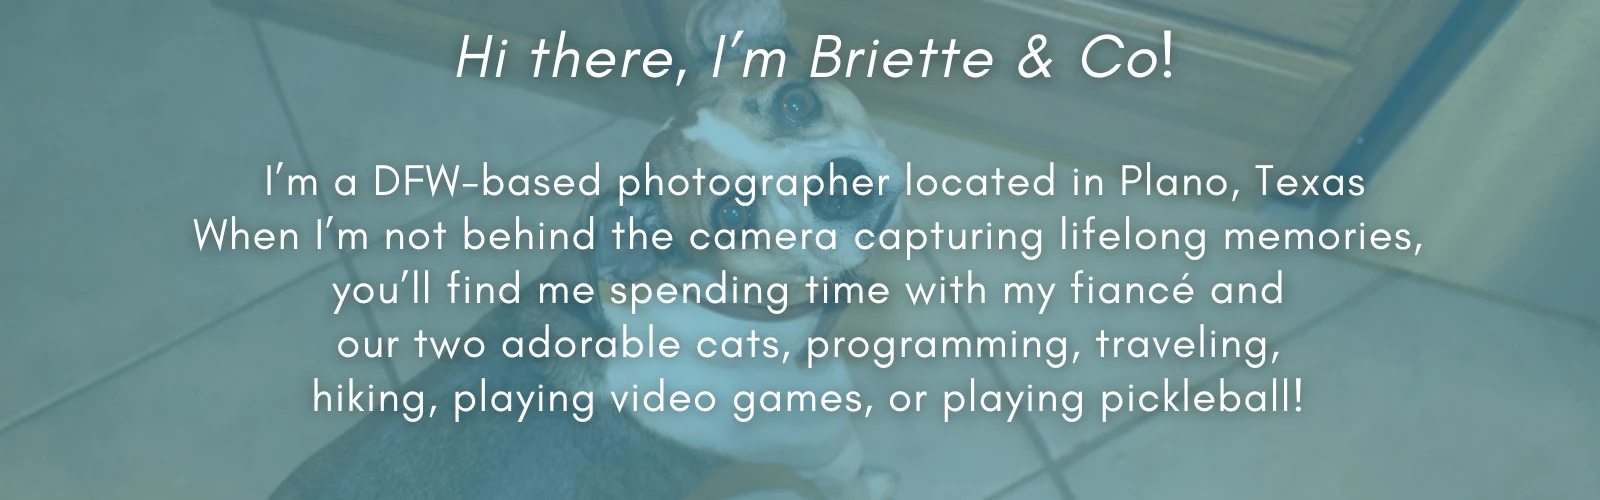 Hi there, I'm Briette & Co!
I'm a DFW-based photographer located in Plano, Texas
When I'm not behind the camera capturing lifelong memories,
you'll find me spending time with my fiancé and
our two adorable cats, programming, traveling,
hiking, playing video games, or playing pickleball!